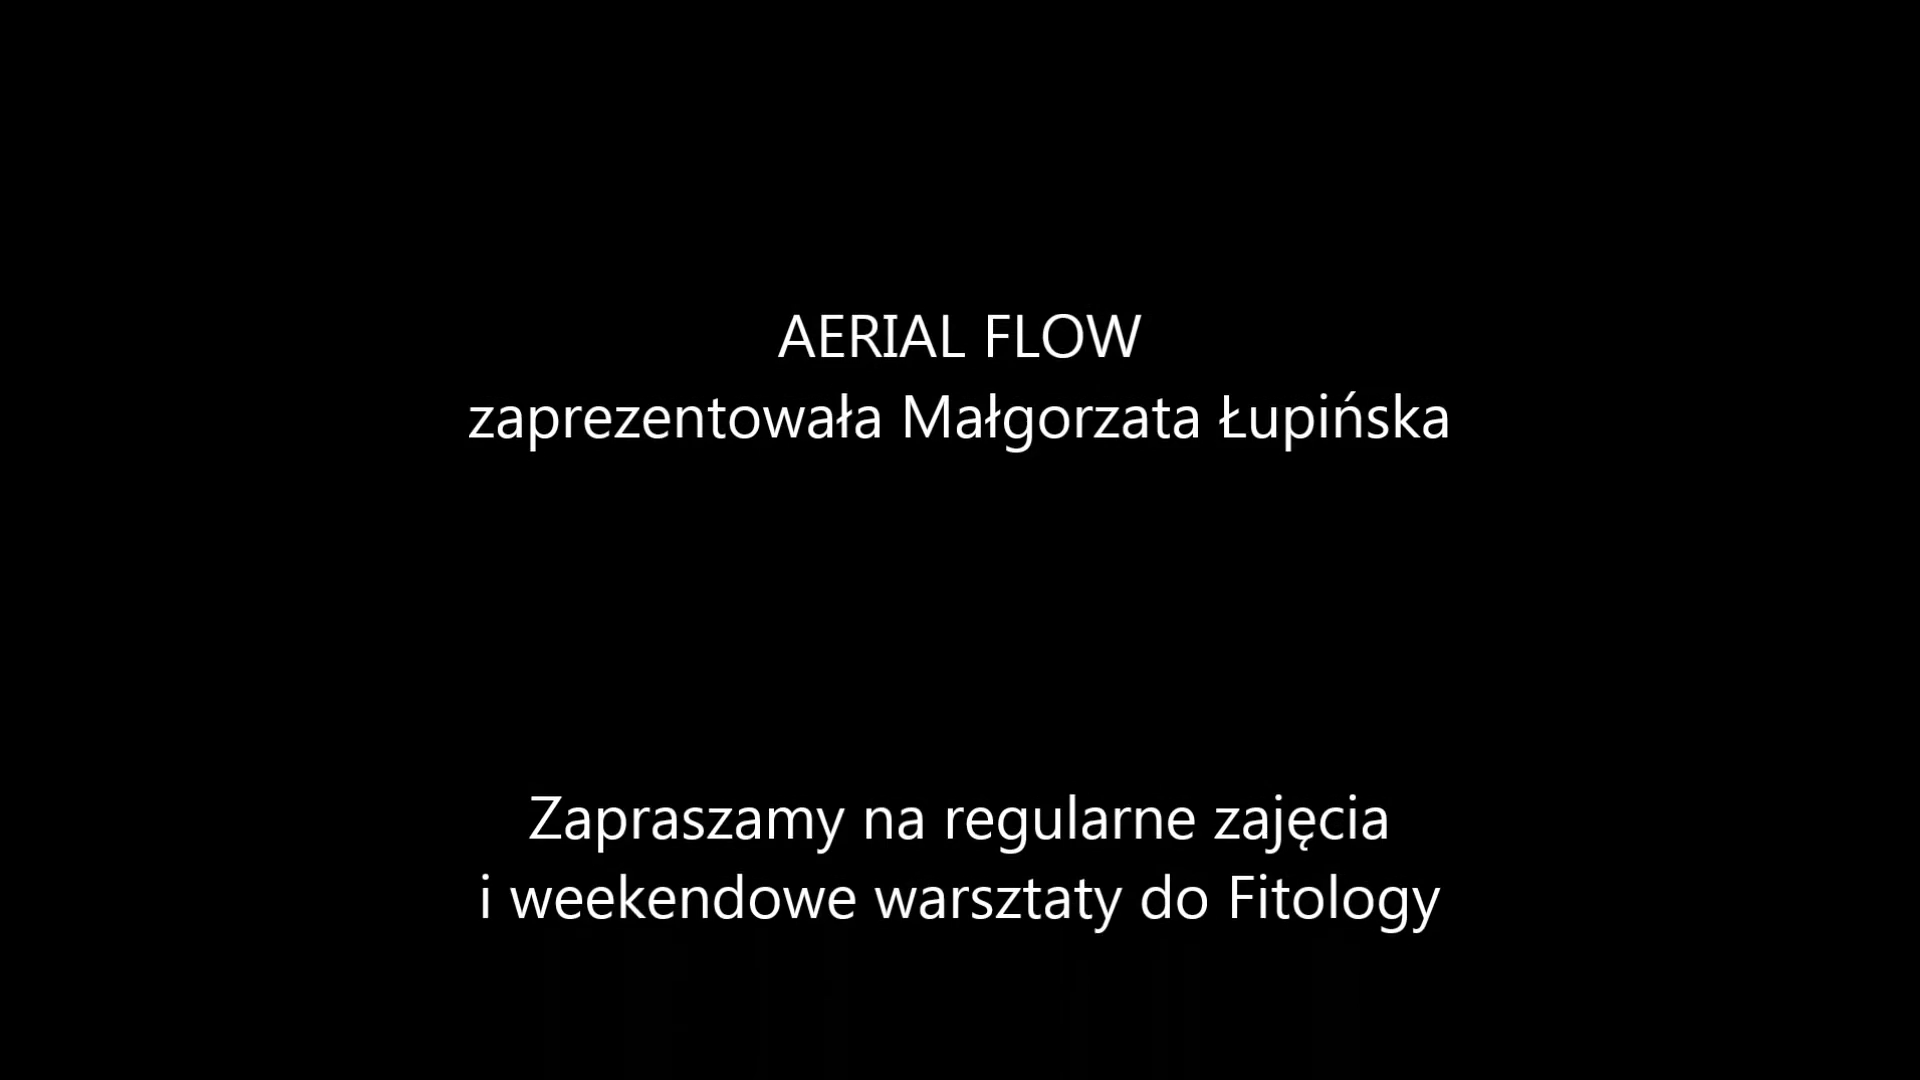 AERIAL FLOW
zaprezentowała Małgorzata Łupińska
Zapraszamy na regularne zajęcia
i weekendowe warsztaty do Fitology